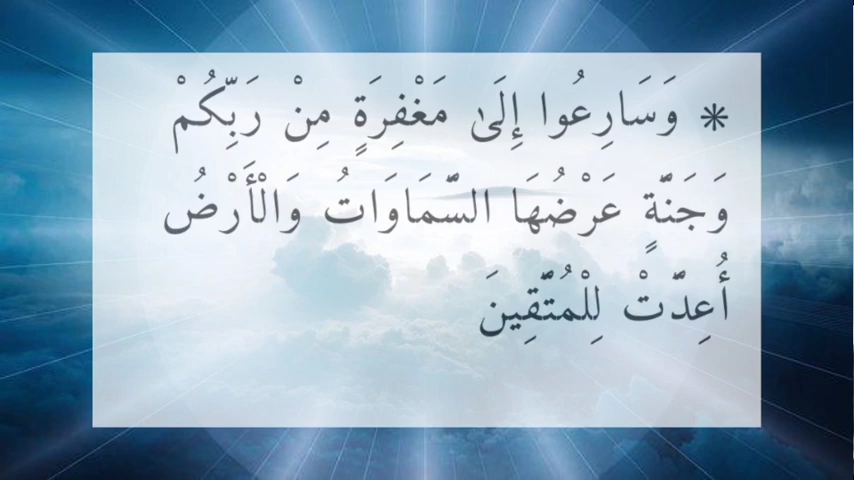 * وَسَارِعُوا إِلَىٰ مَغْفِرَةٍ مِنْ رَبِّكُمْ
وَجَنَّةٍ عَرْضُهَا السَّمَاوَاتُ وَالْأَرْضُ
أُعِدَّتْ لِلْمُتَّقِينَ